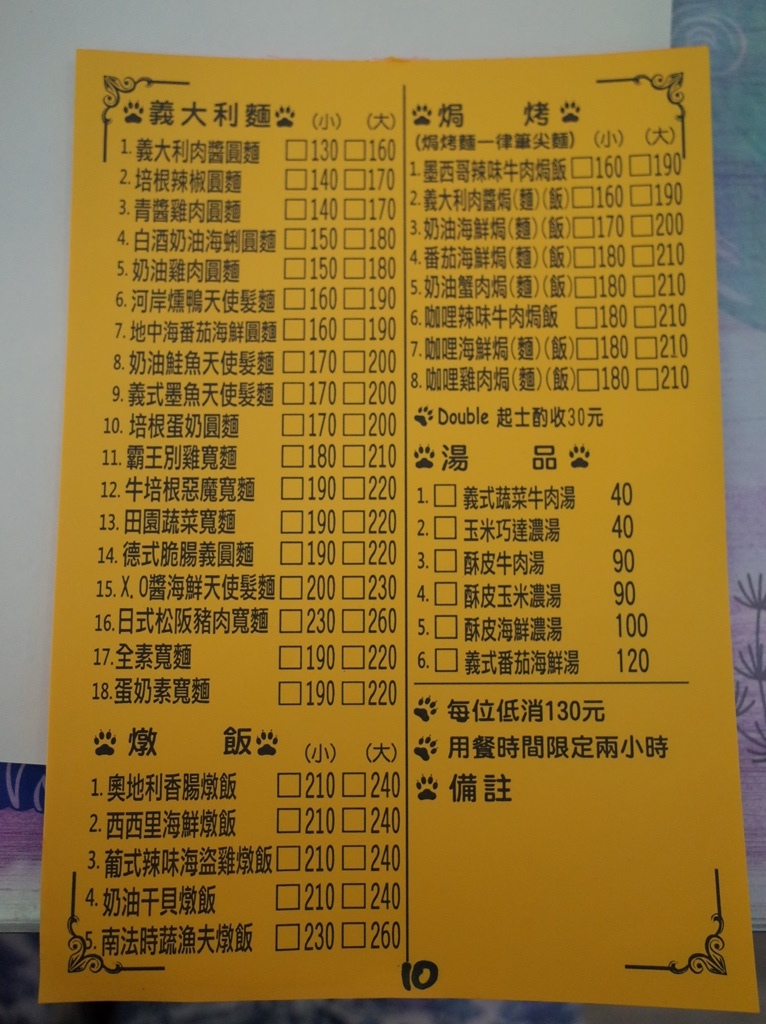 義大利麵 (小) (大)
1. 義大利肉醬圓麵 □130 □160
2. 培根辣椒圓麵 □140 □170
3. 青醬雞肉圓麵 □140 □170
4. 白酒奶油海蜊圓麵 □150 □180
5. 奶油雞肉圓麵 □150 □180
6. 河岸燻鴨天使髮麵 □160 □190
7. 地中海番茄海鮮圓麵 □160 □190
8. 奶油鮭魚天使髮麵 □170 □200
9. 義式墨魚天使髮麵 □170 □200
10. 培根蛋奶圓麵 □170 □200
11. 霸王別雞寬麵 □180 □210
12. 牛培根惡魔寬麵 □190 □220
13. 田園蔬菜寬麵 □190 □220
14. 德式脆腸義圓麵 □190 □220
15. X.O醬海鮮天使髮麵 □200 □230
16. 日式松阪豬肉寬麵 □230 □260
17. 全素寬麵 □190 □220
18. 蛋奶素寬麵 □190 □220
燉 飯 (小) (大)
1. 奧地利香腸燉飯 □210 □240
2. 西西里海鮮燉飯 □210 □240
3. 葡式辣味海盜雞燉飯 □210 □240
4. 奶油干貝燉飯 □210 □240
5. 南法時蔬漁夫燉飯 □230 □260
焗 烤
(焗烤麵一律筆尖麵) (小) (大)
1. 墨西哥辣味牛肉焗飯 □160 □190
2. 義大利肉醬焗(麵)(飯) □160 □190
3. 奶油海鮮焗(麵)(飯) □170 □200
4. 番茄海鮮焗(麵)(飯) □180 □210
5. 奶油蟹肉焗(麵)(飯) □180 □210
6. 咖哩辣味牛肉焗飯 □180 □210
7. 咖哩海鮮焗(麵)(飯) □180 □210
8. 咖哩雞肉焗(麵)(飯) □180 □210
Double 起士酌收30元
湯 品
1. □ 義式蔬菜牛肉湯 40
2. □ 玉米巧達濃湯 40
3. □ 酥皮牛肉湯 90
4. □ 酥皮玉米濃湯 90
5. □ 酥皮海鮮濃湯 100
6. □ 義式番茄海鮮湯 120
每位低消130元
用餐時間限定兩小時
備註
10